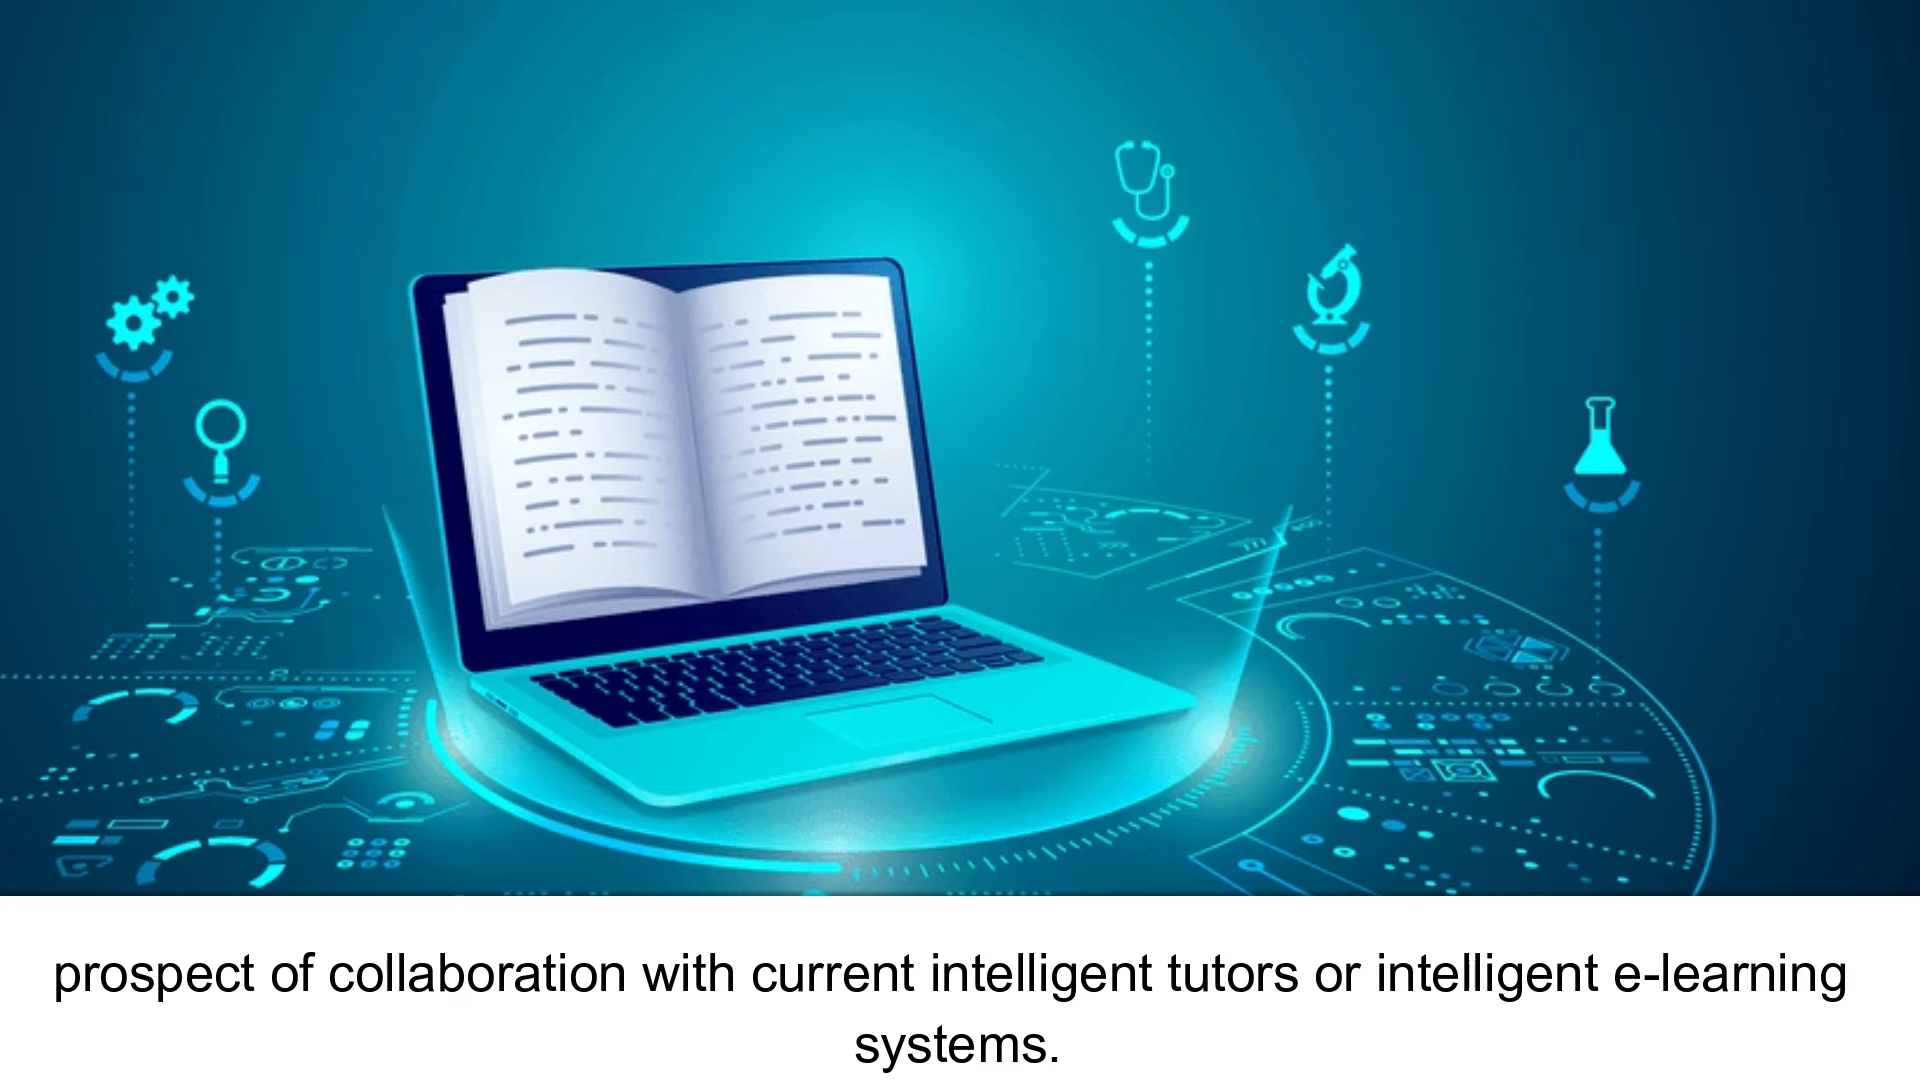 prospect of collaboration with current intelligent tutors or intelligent e-learning
systems.